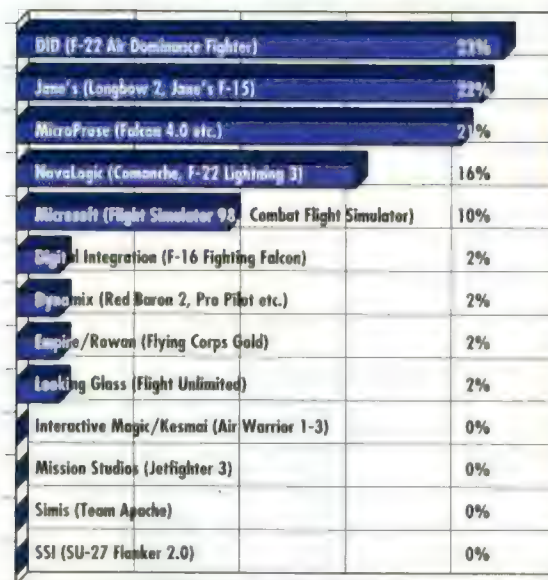 DID (F-22 Air Dominance Fighter) 23%
Jane's (Longbow 2, Jane's F-15) 22%
MicroProse (Falcon 4.0 etc.) 21%
NovaLogic (Comanche, F-22 Lightning 3) 16%
Microsoft (Flight Simulator 98, Combat Flight Simulator) 10%
Digital Integration (F-16 Fighting Falcon) 2%
Dynamix (Red Baron 2, Pro Pilot etc.) 2%
Empire/Rowan (Flying Corps Gold) 2%
Looking Glass (Flight Unlimited) 2%
Interactive Magic/Kesmai (Air Warrior 1-3) 0%
Mission Studios (Jetfighter 3) 0%
Simis (Team Apache) 0%
SSI (SU-27 Flanker 2.0) 0%